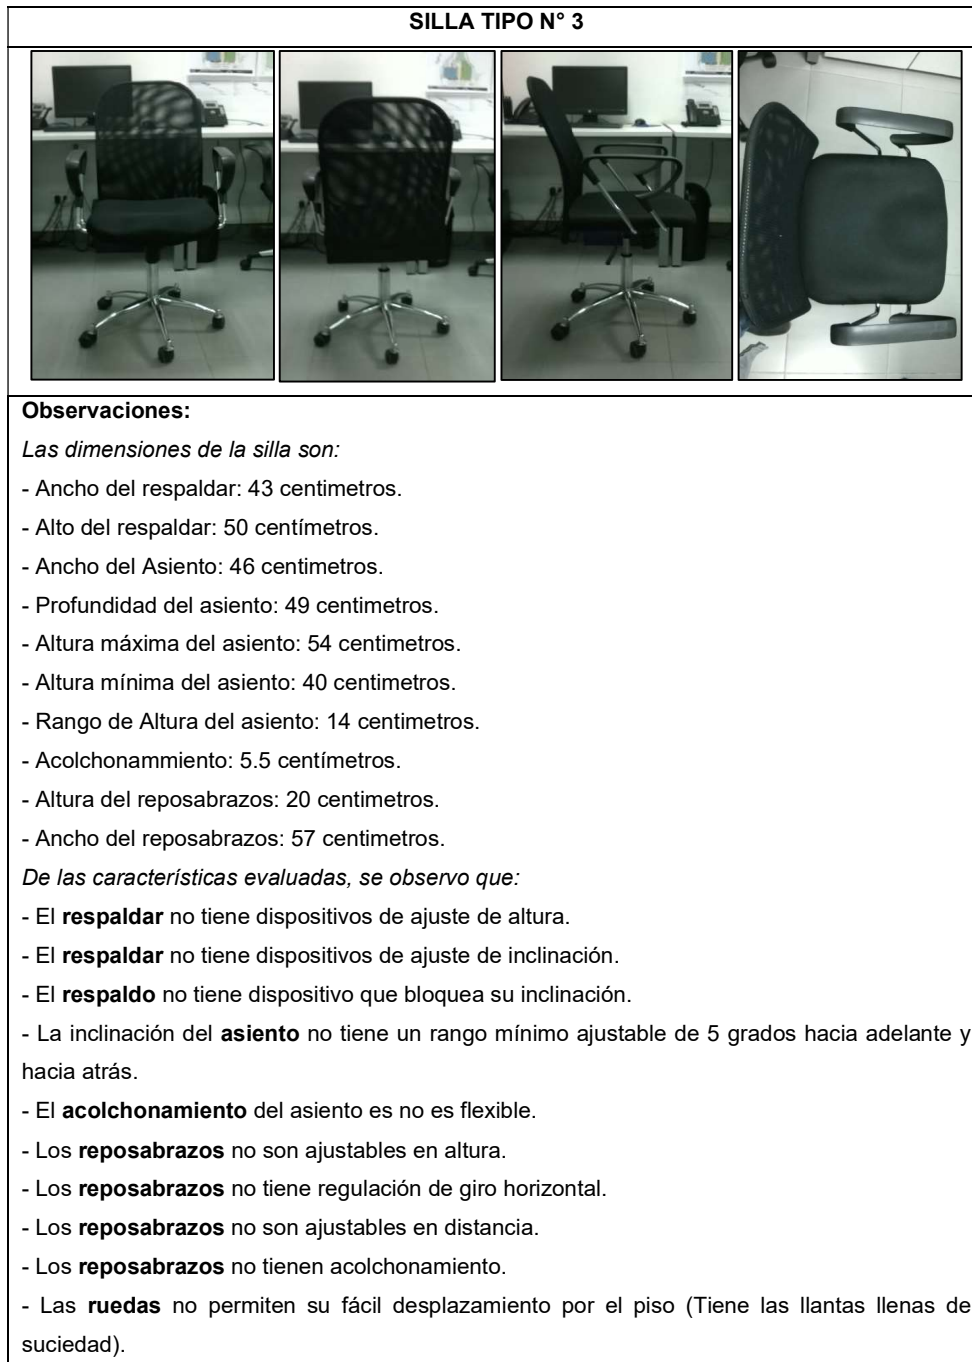 SILLA TIPO N° 3
Observaciones:
Las dimensiones de la silla son:
- Ancho del respaldar: 43 centimetros.
- Alto del respaldar: 50 centímetros.
- Ancho del Asiento: 46 centimetros.
- Profundidad del asiento: 49 centimetros.
- Altura máxima del asiento: 54 centimetros.
- Altura mínima del asiento: 40 centimetros.
- Rango de Altura del asiento: 14 centimetros.
- Acolchonammiento: 5.5 centímetros.
- Altura del reposabrazos: 20 centimetros.
- Ancho del reposabrazos: 57 centimetros.
De las características evaluadas, se observo que:
- El respaldar no tiene dispositivos de ajuste de altura.
- El respaldar no tiene dispositivos de ajuste de inclinación.
- El respaldo no tiene dispositivo que bloquea su inclinación.
- La inclinación del asiento no tiene un rango mínimo ajustable de 5 grados hacia adelante y
hacia atrás.
- El acolchonamiento del asiento es no es flexible.
- Los reposabrazos no son ajustables en altura.
- Los reposabrazos no tiene regulación de giro horizontal.
- Los reposabrazos no son ajustables en distancia.
- Los reposabrazos no tienen acolchonamiento.
- Las ruedas no permiten su fácil desplazamiento por el piso (Tiene las llantas llenas de
suciedad).